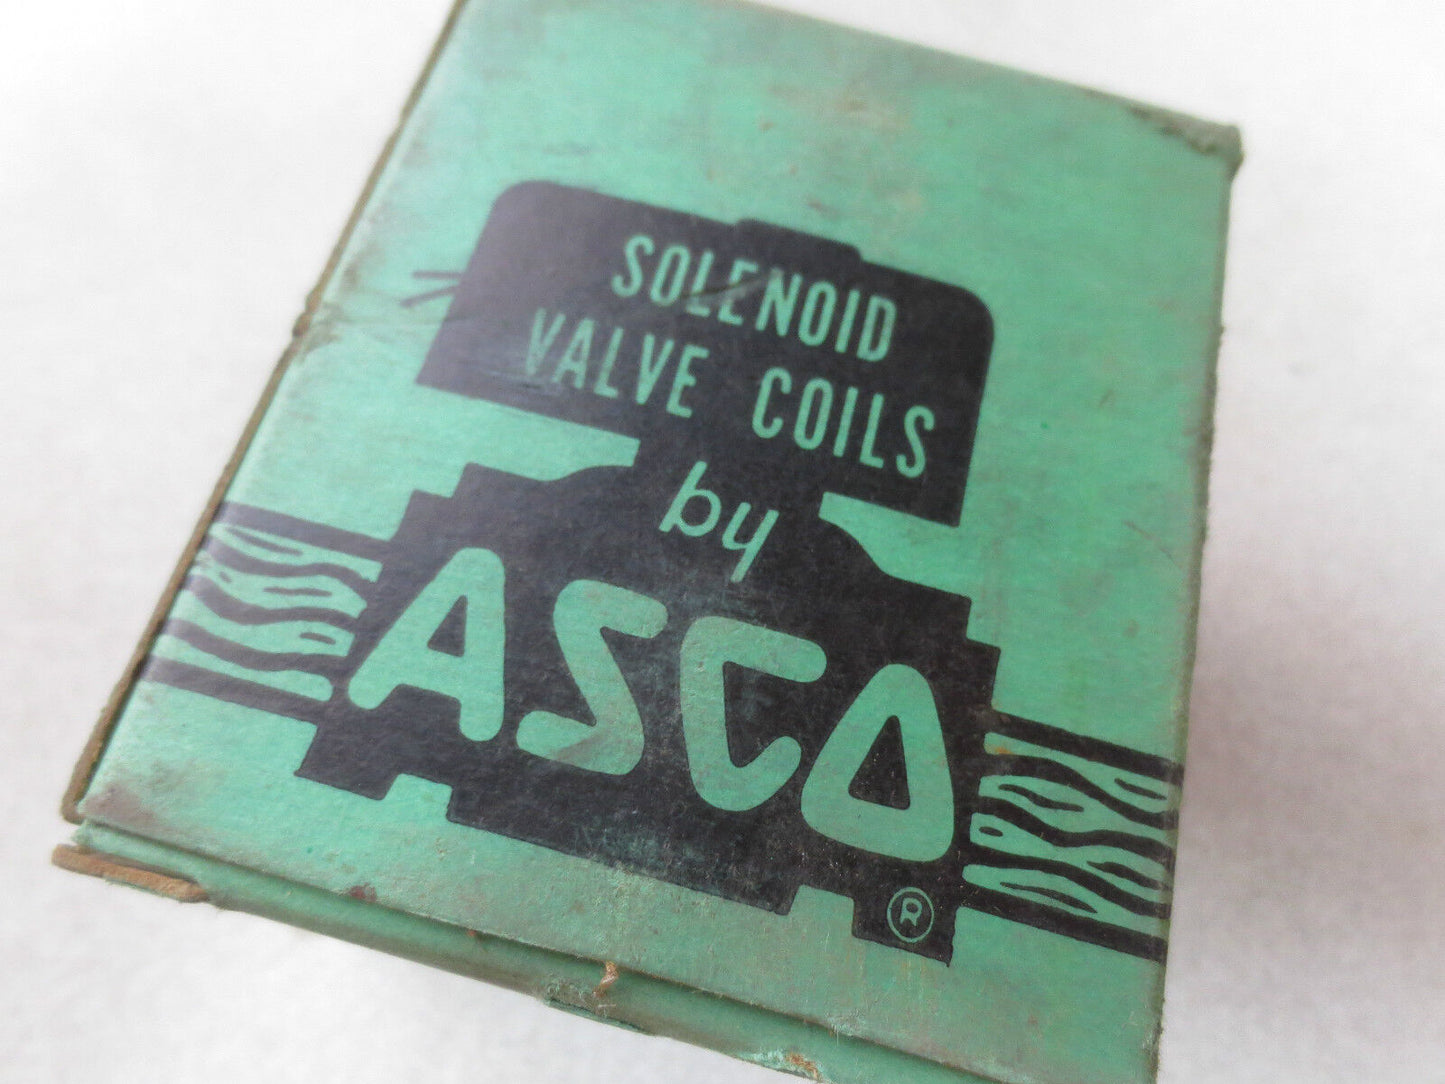 SOLENOID
VALVE COILS
by
ASCO
®